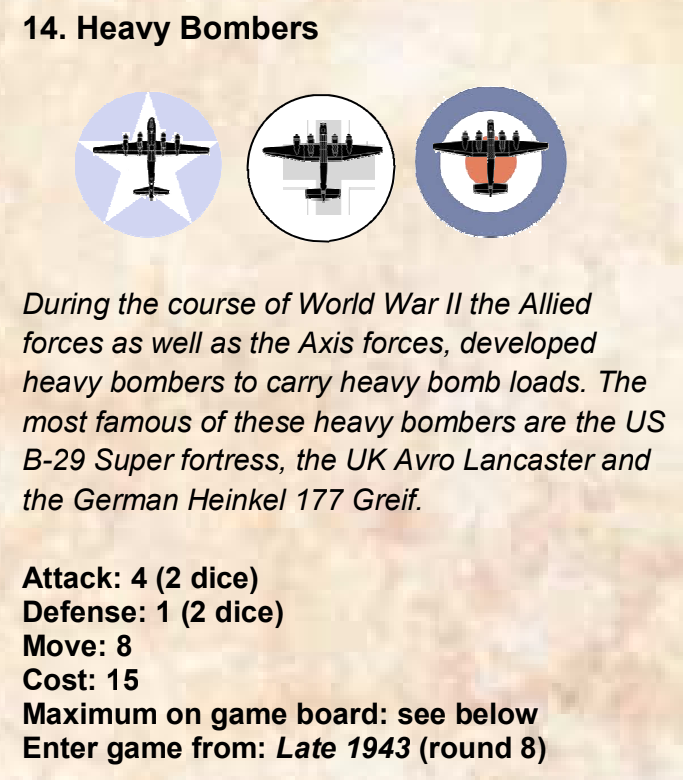 14. Heavy Bombers
During the course of World War II the Allied
forces as well as the Axis forces, developed
heavy bombers to carry heavy bomb loads. The
most famous of these heavy bombers are the US
B-29 Super fortress, the UK Avro Lancaster and
the German Heinkel 177 Greif.
Attack: 4 (2 dice)
Defense: 1 (2 dice)
Move: 8
Cost: 15
Maximum on game board: see below
Enter game from: Late 1943 (round 8)